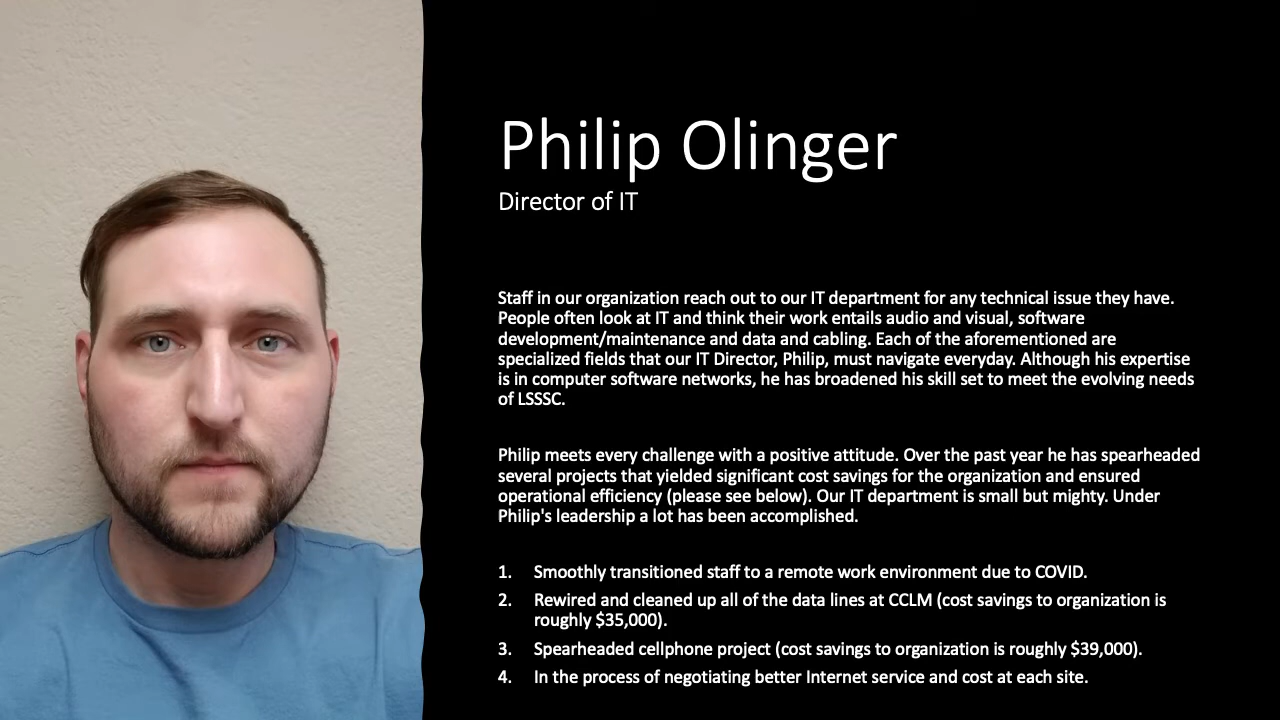 Philip Olinger
Director of IT
Staff in our organization reach out to our IT department for any technical issue they have.
People often look at IT and think their work entails audio and visual, software
development/maintenance and data and cabling. Each of the aforementioned are
specialized fields that our IT Director, Philip, must navigate everyday. Although his expertise
is in computer software networks, he has broadened his skill set to meet the evolving needs
of LSSSC.
Philip meets every challenge with a positive attitude. Over the past year he has spearheaded
several projects that yielded significant cost savings for the organization and ensured
operational efficiency (please see below). Our IT department is small but mighty. Under
Philip's leadership a lot has been accomplished.
1. Smoothly transitioned staff to a remote work environment due to COVID.
2. Rewired and cleaned up all of the data lines at CCLM (cost savings to organization is
roughly $35,000).
3. Spearheaded cellphone project (cost savings to organization is roughly $39,000).
4. In the process of negotiating better Internet service and cost at each site.